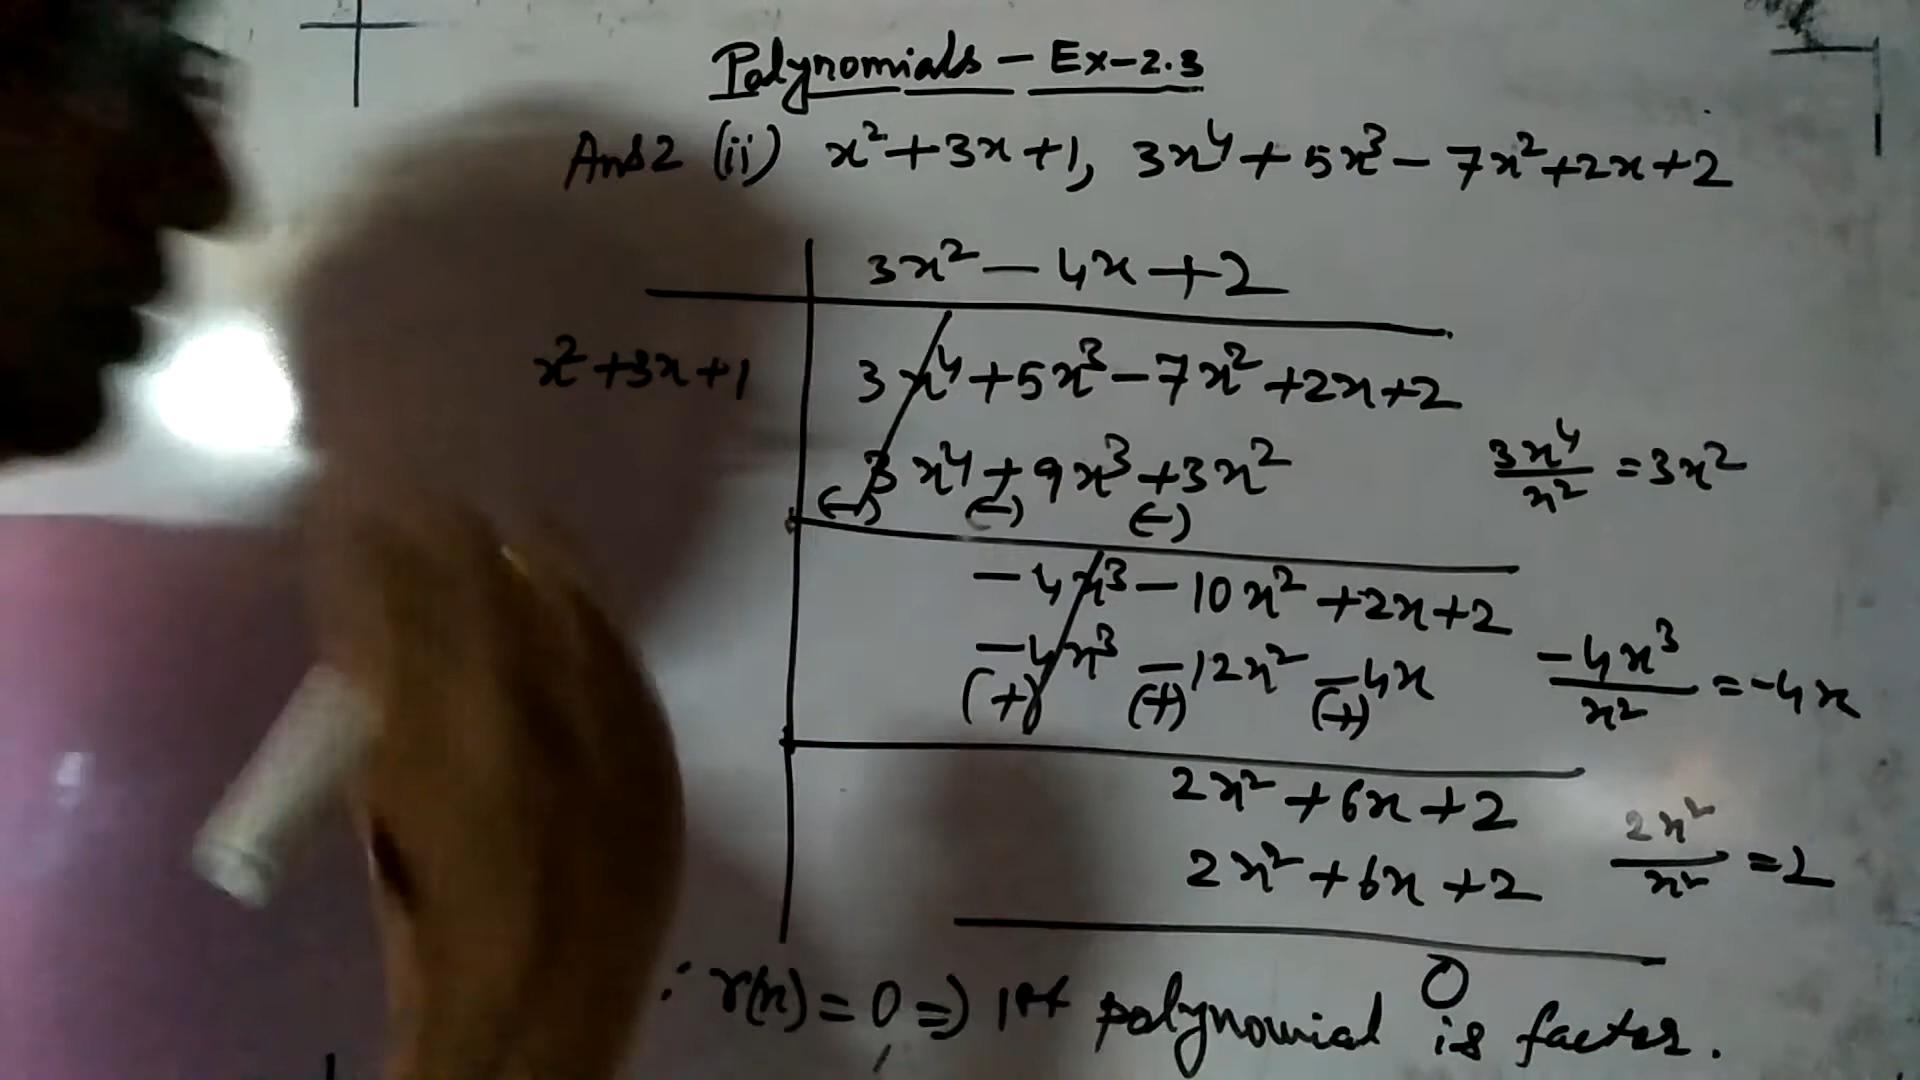 Polynomials - Ex-2.3
Ans 2 (ii) x²+3x+1, 3x⁴+5x³-7x²+2x+2
3x²-4x+2
x²+3x+1 3x⁴+5x³-7x²+2x+2
3x⁴+9x³+3x² 3x⁴/x² = 3x²
(-) (-) (-)
-4x³-10x²+2x+2
-4x³-12x²-4x -4x³/x² = -4x
(+) (+) (+)
2x²+6x+2
2x²+6x+2 2x²/x² = 2
0
∴ r(x) = 0 ⇒ 1st polynomial is factor.